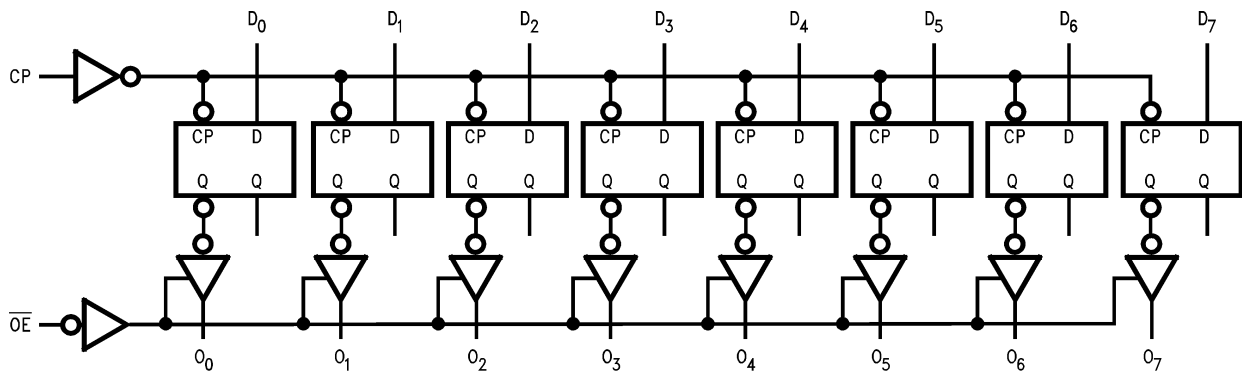 D0 D1 D2 D3 D4 D5 D6 D7
CP
CP D CP D CP D CP D CP D CP D CP D CP D
Q Q Q Q Q Q Q Q Q Q Q Q Q Q Q Q
O̅E̅
O0 O1 O2 O3 O4 O5 O6 O7